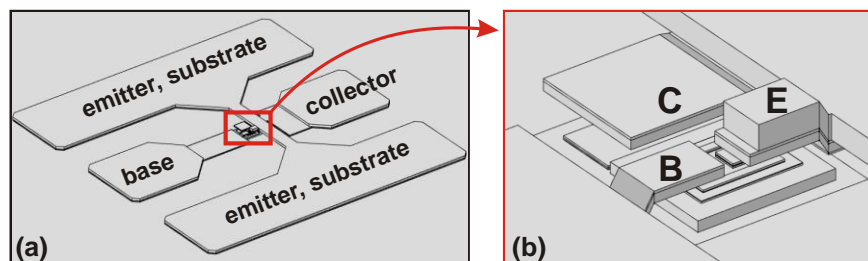 emitter, substrate
collector
base
emitter, substrate
(a)
C
E
B
(b)